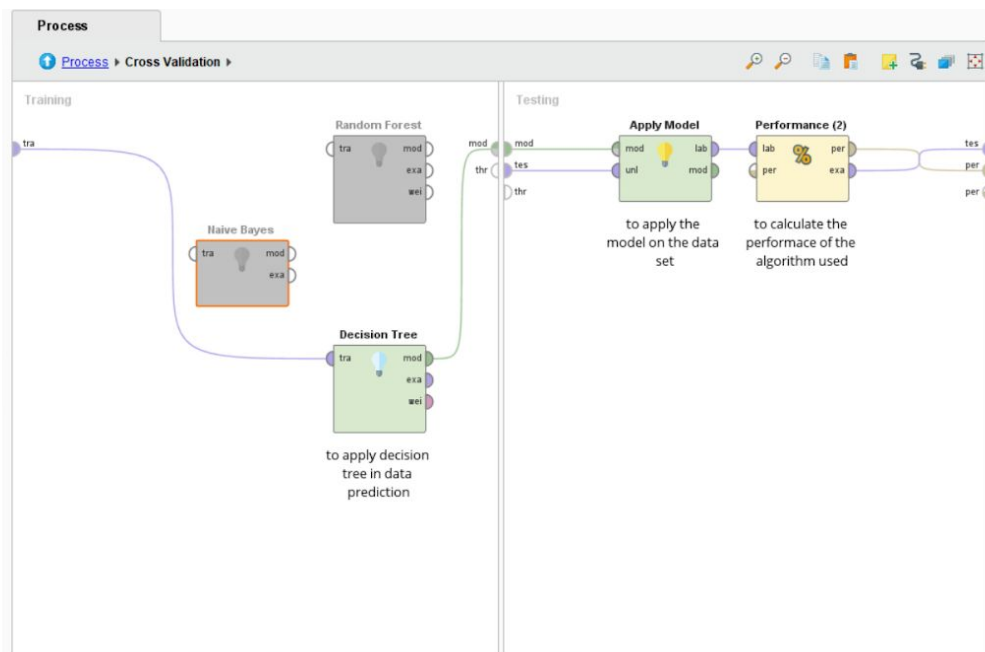 Process
Process ▸ Cross Validation ▸
Training
Testing
Random Forest
tra
mod
exa
wei
Naive Bayes
tra
mod
exa
Decision Tree
tra
mod
exa
wei
to apply decision
tree in data
prediction
tra
mod
thr
mod
tes
thr
Apply Model
mod
lab
unl
mod
to apply the
model on the data
set
Performance (2)
lab
per
per
exa
to calculate the
performace of the
algorithm used
tes
per
per